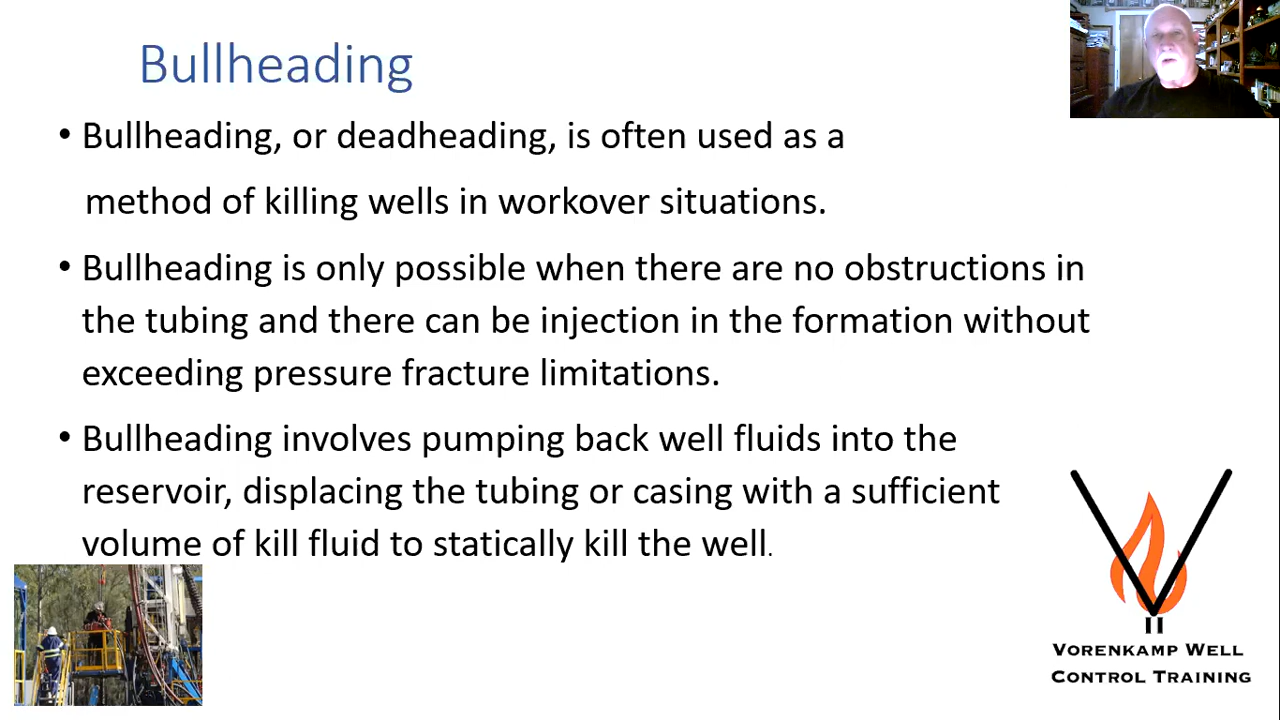 Bullheading
• Bullheading, or deadheading, is often used as a
method of killing wells in workover situations.
• Bullheading is only possible when there are no obstructions in
the tubing and there can be injection in the formation without
exceeding pressure fracture limitations.
• Bullheading involves pumping back well fluids into the
reservoir, displacing the tubing or casing with a sufficient
volume of kill fluid to statically kill the well.
Vorenkamp Well
Control Training